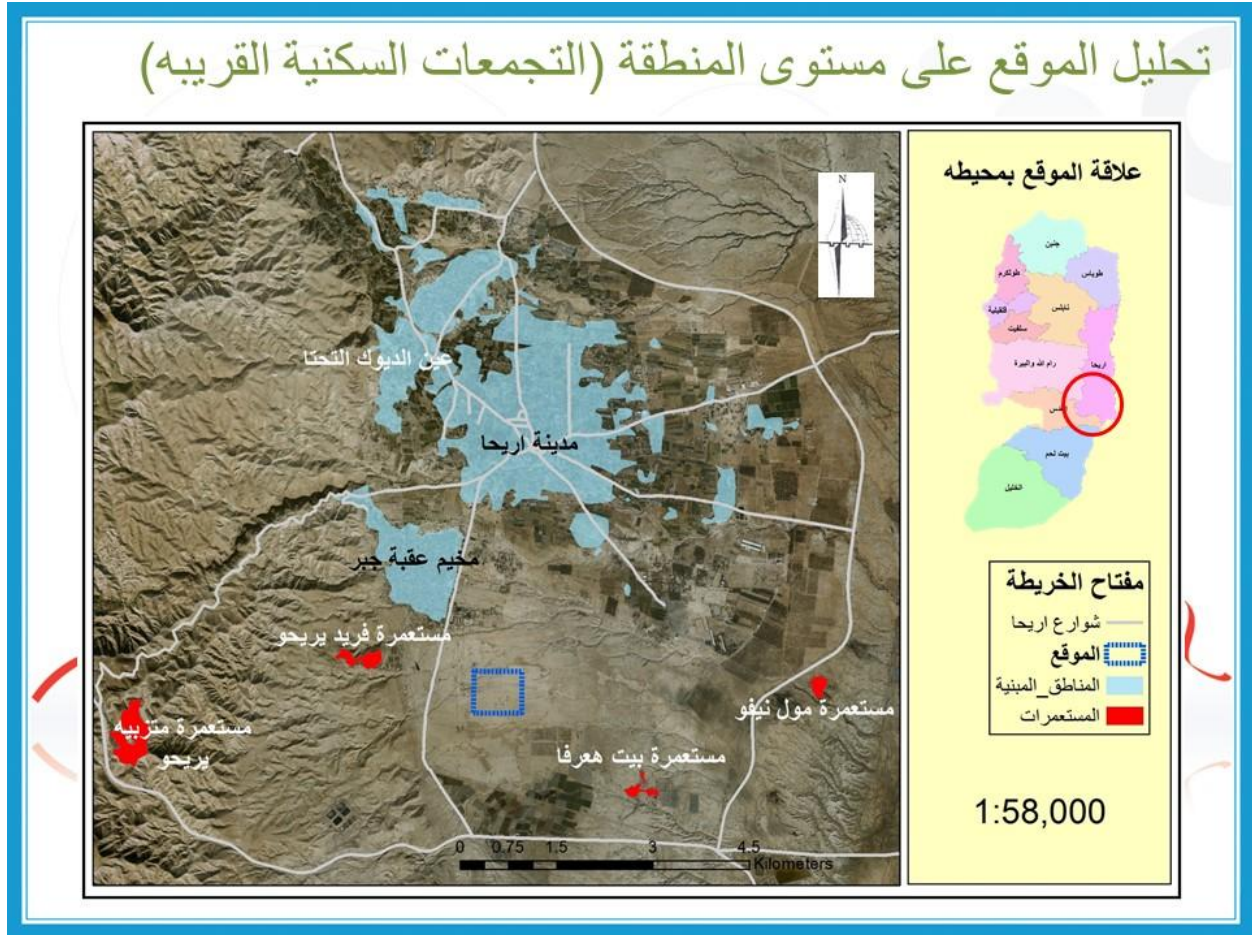 تحليل الموقع على مستوى المنطقة (التجمعات السكنية القريبه)
علاقة الموقع بمحيطه
N
جنين
طوباس
طولكرم
نابلس
قلقيلية
سلفيت
رام الله والبيرة
اريحا
بيت لحم
الخليل
عين الديوك التحتا
مدينة اريحا
مخيم عقبة جبر
مستعمرة فريد يريحو
مستعمرة مول نيفو
مستعمرة متزبيه
يريحو
مستعمرة بيت هعرفا
مفتاح الخريطة
شوارع اريحا
الموقع
المناطق_المبنية
المستعمرات
1:58,000
0 0.75 1.5 3 4.5
Kilometers